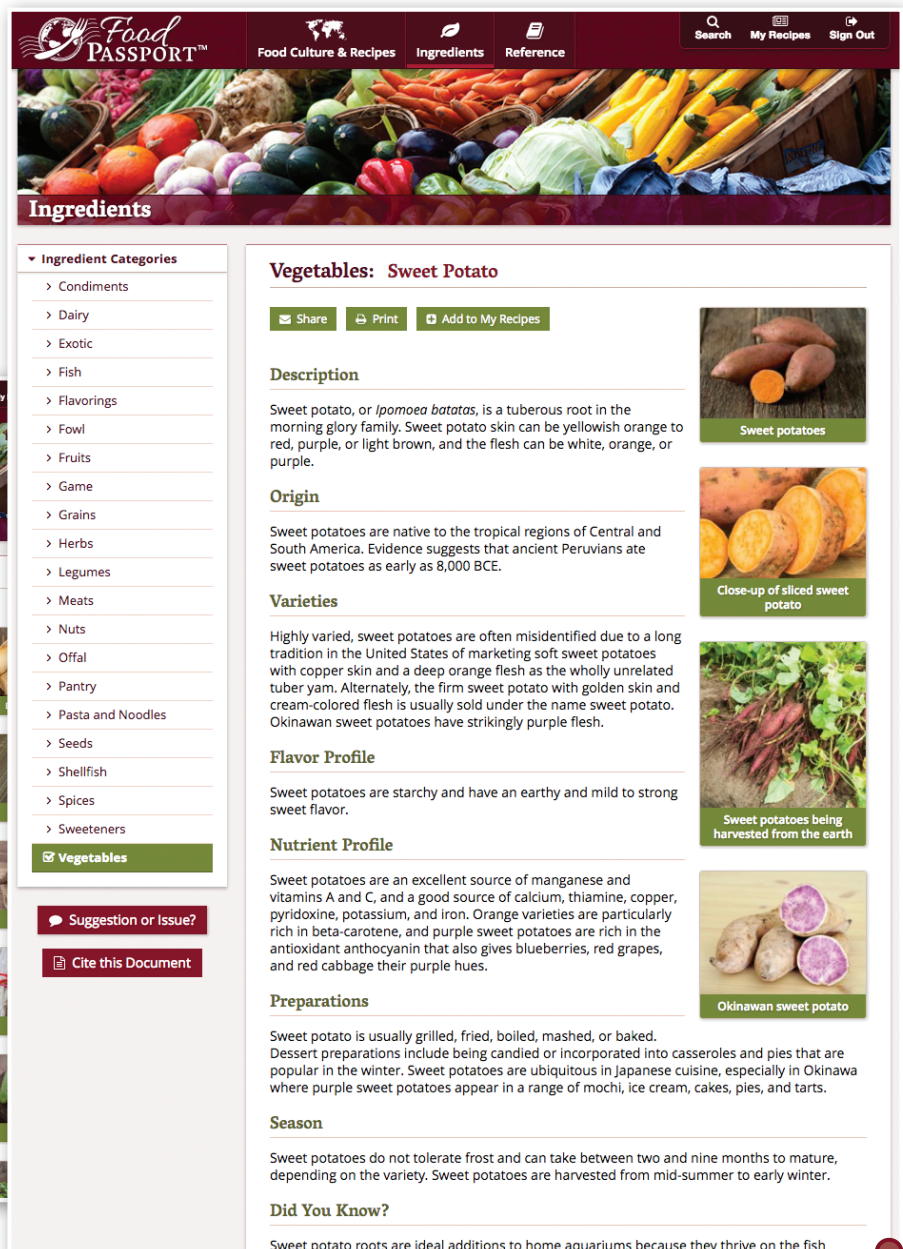 Food
PASSPORT™
Food Culture & Recipes
Ingredients
Reference
Search
My Recipes
Sign Out
Ingredients
Ingredient Categories
Condiments
Dairy
Exotic
Fish
Flavorings
Fowl
Fruits
Game
Grains
Herbs
Legumes
Meats
Nuts
Offal
Pantry
Pasta and Noodles
Seeds
Shellfish
Spices
Sweeteners
Vegetables
Suggestion or Issue?
Cite this Document
Vegetables: Sweet Potato
Share
Print
Add to My Recipes
Description
Sweet potato, or Ipomoea batatas, is a tuberous root in the
morning glory family. Sweet potato skin can be yellowish orange to
red, purple, or light brown, and the flesh can be white, orange, or
purple.
Origin
Sweet potatoes are native to the tropical regions of Central and
South America. Evidence suggests that ancient Peruvians ate
sweet potatoes as early as 8,000 BCE.
Varieties
Highly varied, sweet potatoes are often misidentified due to a long
tradition in the United States of marketing soft sweet potatoes
with copper skin and a deep orange flesh as the wholly unrelated
tuber yam. Alternately, the firm sweet potato with golden skin and
cream-colored flesh is usually sold under the name sweet potato.
Okinawan sweet potatoes have strikingly purple flesh.
Flavor Profile
Sweet potatoes are starchy and have an earthy and mild to strong
sweet flavor.
Nutrient Profile
Sweet potatoes are an excellent source of manganese and
vitamins A and C, and a good source of calcium, thiamine, copper,
pyridoxine, potassium, and iron. Orange varieties are particularly
rich in beta-carotene, and purple sweet potatoes are rich in the
antioxidant anthocyanin that also gives blueberries, red grapes,
and red cabbage their purple hues.
Preparations
Sweet potato is usually grilled, fried, boiled, mashed, or baked.
Dessert preparations include being candied or incorporated into casseroles and pies that are
popular in the winter. Sweet potatoes are ubiquitous in Japanese cuisine, especially in Okinawa
where purple sweet potatoes appear in a range of mochi, ice cream, cakes, pies, and tarts.
Season
Sweet potatoes do not tolerate frost and can take between two and nine months to mature,
depending on the variety. Sweet potatoes are harvested from mid-summer to early winter.
Did You Know?
Sweet potato roots are ideal additions to home aquariums because they thrive on the fish
Sweet potatoes
Close-up of sliced sweet
potato
Sweet potatoes being
harvested from the earth
Okinawan sweet potato